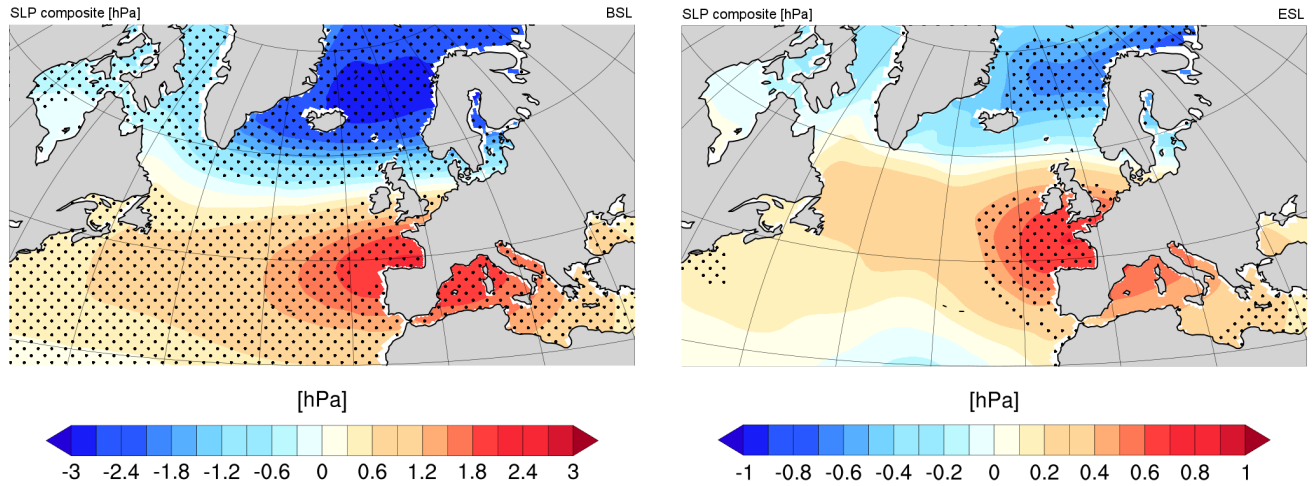 SLP composite [hPa] BSL
SLP composite [hPa] ESL
[hPa]
-3 -2.4 -1.8 -1.2 -0.6 0 0.6 1.2 1.8 2.4 3
[hPa]
-1 -0.8 -0.6 -0.4 -0.2 0 0.2 0.4 0.6 0.8 1